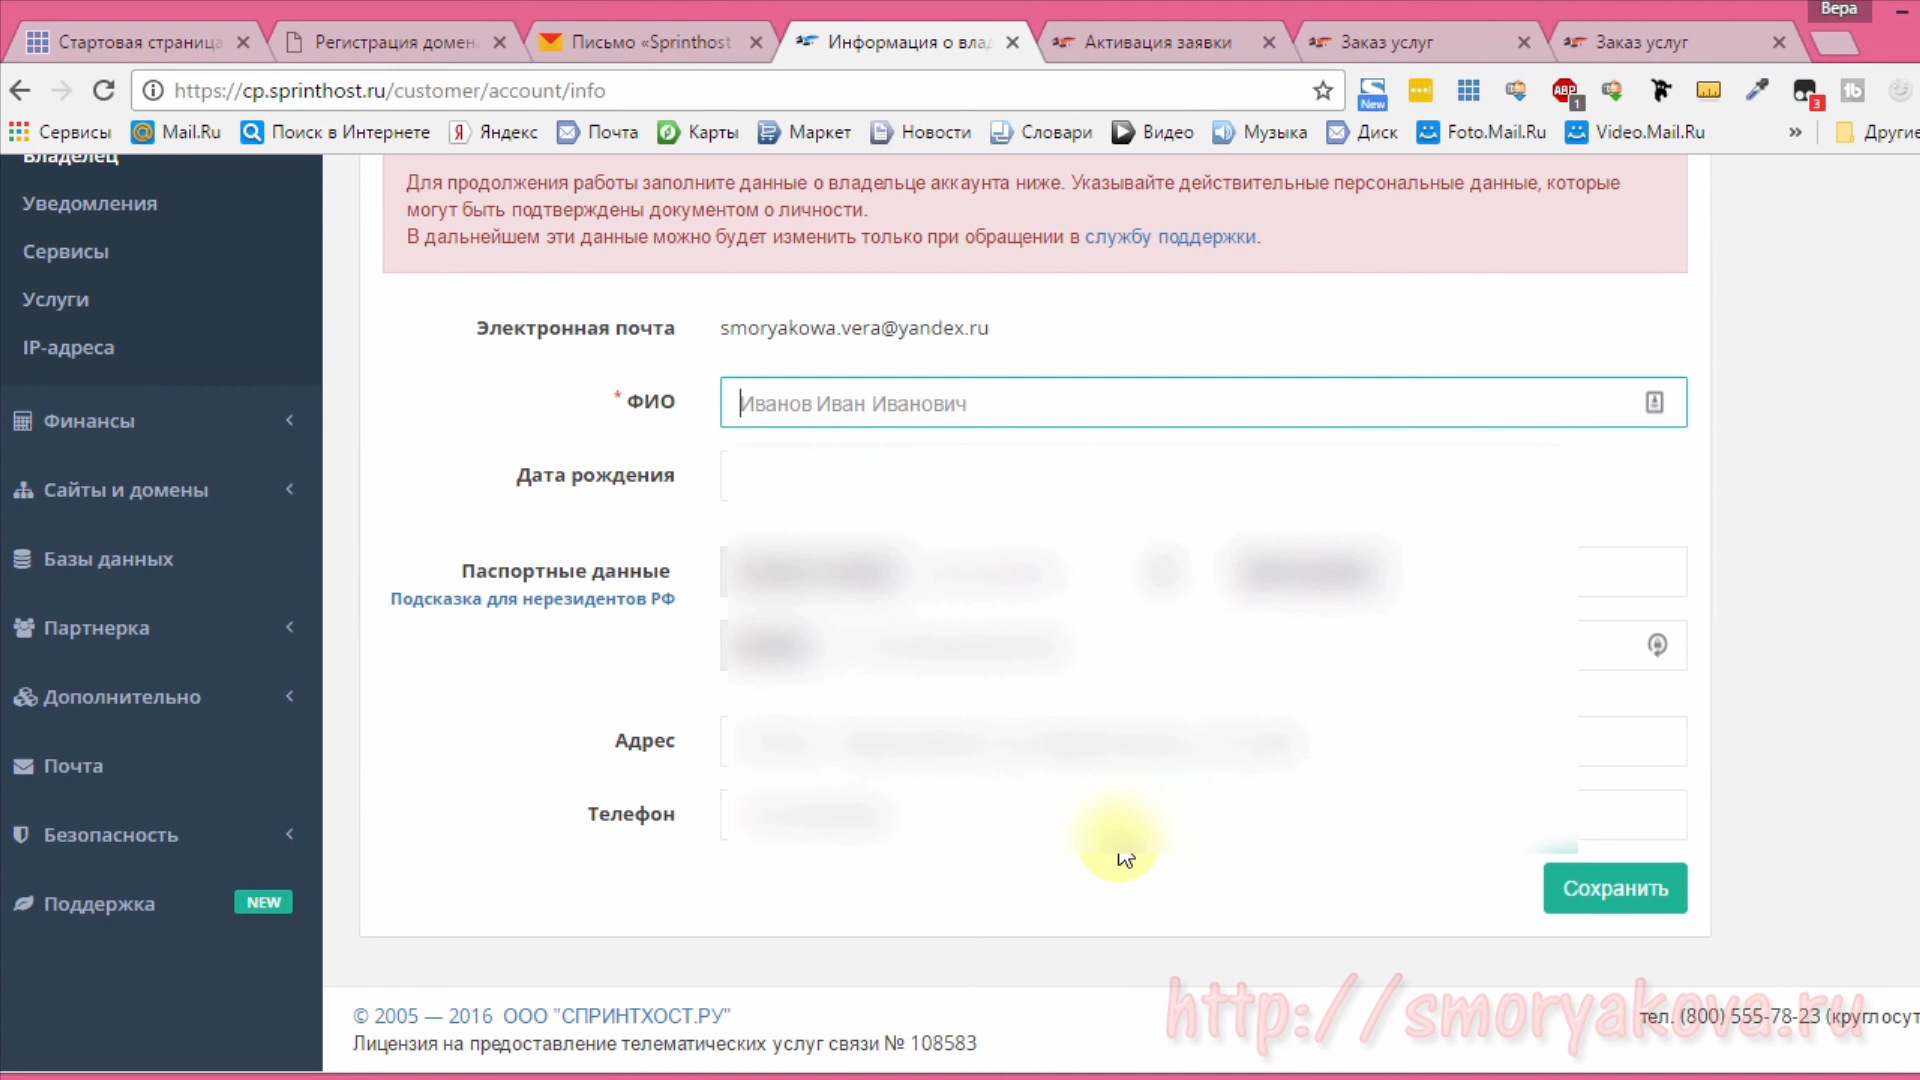 Вера
Стартовая страница
Регистрация домен
Письмо «Sprinthost
Информация о вла
Активация заявки
Заказ услуг
Заказ услуг
https://cp.sprinthost.ru/customer/account/info
New
ABP
1
3
Сервисы
Mail.Ru
Поиск в Интернете
Яндекс
Почта
Карты
Маркет
Новости
Словари
Видео
Музыка
Диск
Foto.Mail.Ru
Video.Mail.Ru
»
Другие
Владелец
Уведомления
Сервисы
Услуги
IP-адреса
Финансы
Сайты и домены
Базы данных
Партнерка
Дополнительно
Почта
Безопасность
Поддержка NEW
Для продолжения работы заполните данные о владельце аккаунта ниже. Указывайте действительные персональные данные, которые
могут быть подтверждены документом о личности.
В дальнейшем эти данные можно будет изменить только при обращении в службу поддержки.
Электронная почта smoryakowa.vera@yandex.ru
* ФИО Иванов Иван Иванович
Дата рождения
Паспортные данные
Подсказка для нерезидентов РФ
Адрес
Телефон
Сохранить
© 2005 — 2016 ООО "СПРИНТХОСТ.РУ"
Лицензия на предоставление телематических услуг связи № 108583
тел. (800) 555-78-23 (круглосут
http://smoryakova.ru